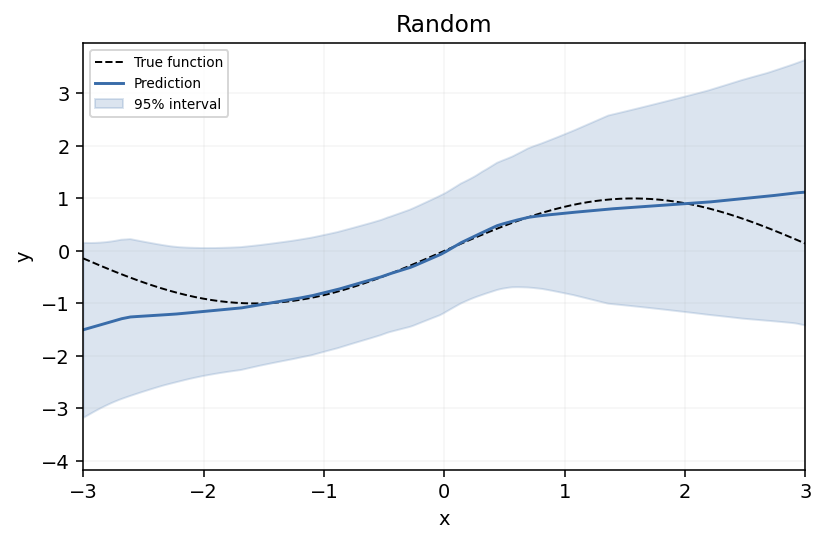 Random
True function
Prediction
95% interval
3
2
1
0
−1
−2
−3
−4
y
−3
−2
−1
0
1
2
3
x